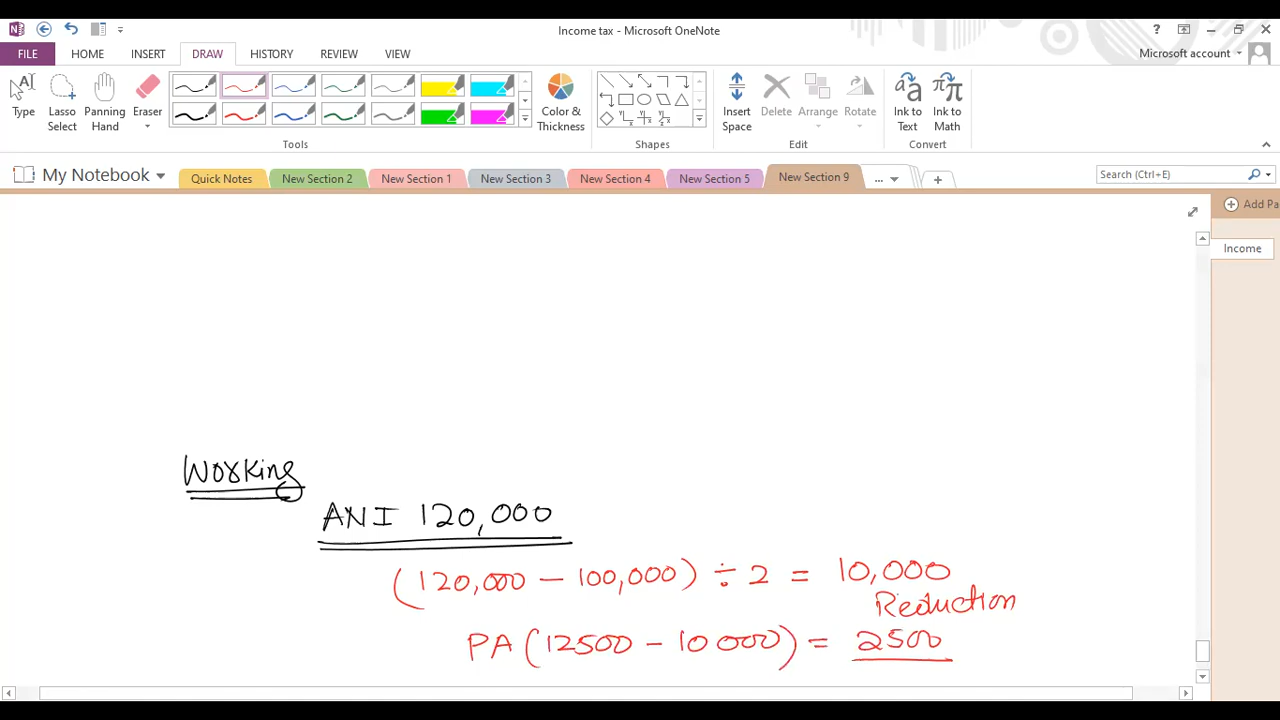 Income tax - Microsoft OneNote
?
FILE HOME INSERT DRAW HISTORY REVIEW VIEW
Microsoft account
Type
Lasso Select
Panning Hand
Eraser
Color & Thickness
Insert Space
Delete
Arrange
Rotate
Ink to Text
Ink to Math
Tools
Shapes
Edit
Convert
My Notebook
Quick Notes
New Section 2
New Section 1
New Section 3
New Section 4
New Section 5
New Section 9
...
Search (Ctrl+E)
Add Pa
Income
Working
ANI 120,000
(120,000 – 100,000) ÷ 2 = 10,000
Reduction
PA (12500 – 10000) = 2500